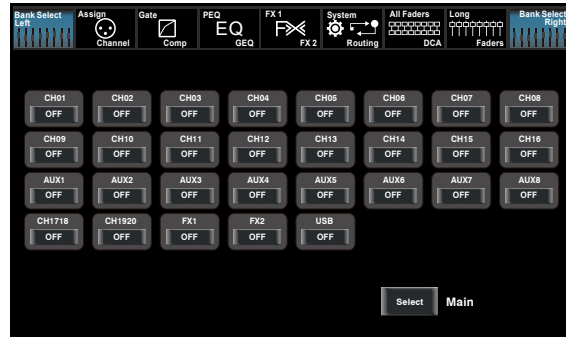 Bank Select Left
Assign Channel
Gate Comp
PEQ EQ GEQ
FX 1 FX 2
System Routing
All Faders DCA
Long Faders
Bank Select Right
CH01 CH02 CH03 CH04 CH05 CH06 CH07 CH08
OFF OFF OFF OFF OFF OFF OFF OFF
CH09 CH10 CH11 CH12 CH13 CH14 CH15 CH16
OFF OFF OFF OFF OFF OFF OFF OFF
AUX1 AUX2 AUX3 AUX4 AUX5 AUX6 AUX7 AUX8
OFF OFF OFF OFF OFF OFF OFF OFF
CH1718 CH1920 FX1 FX2 USB
OFF OFF OFF OFF OFF
Select Main